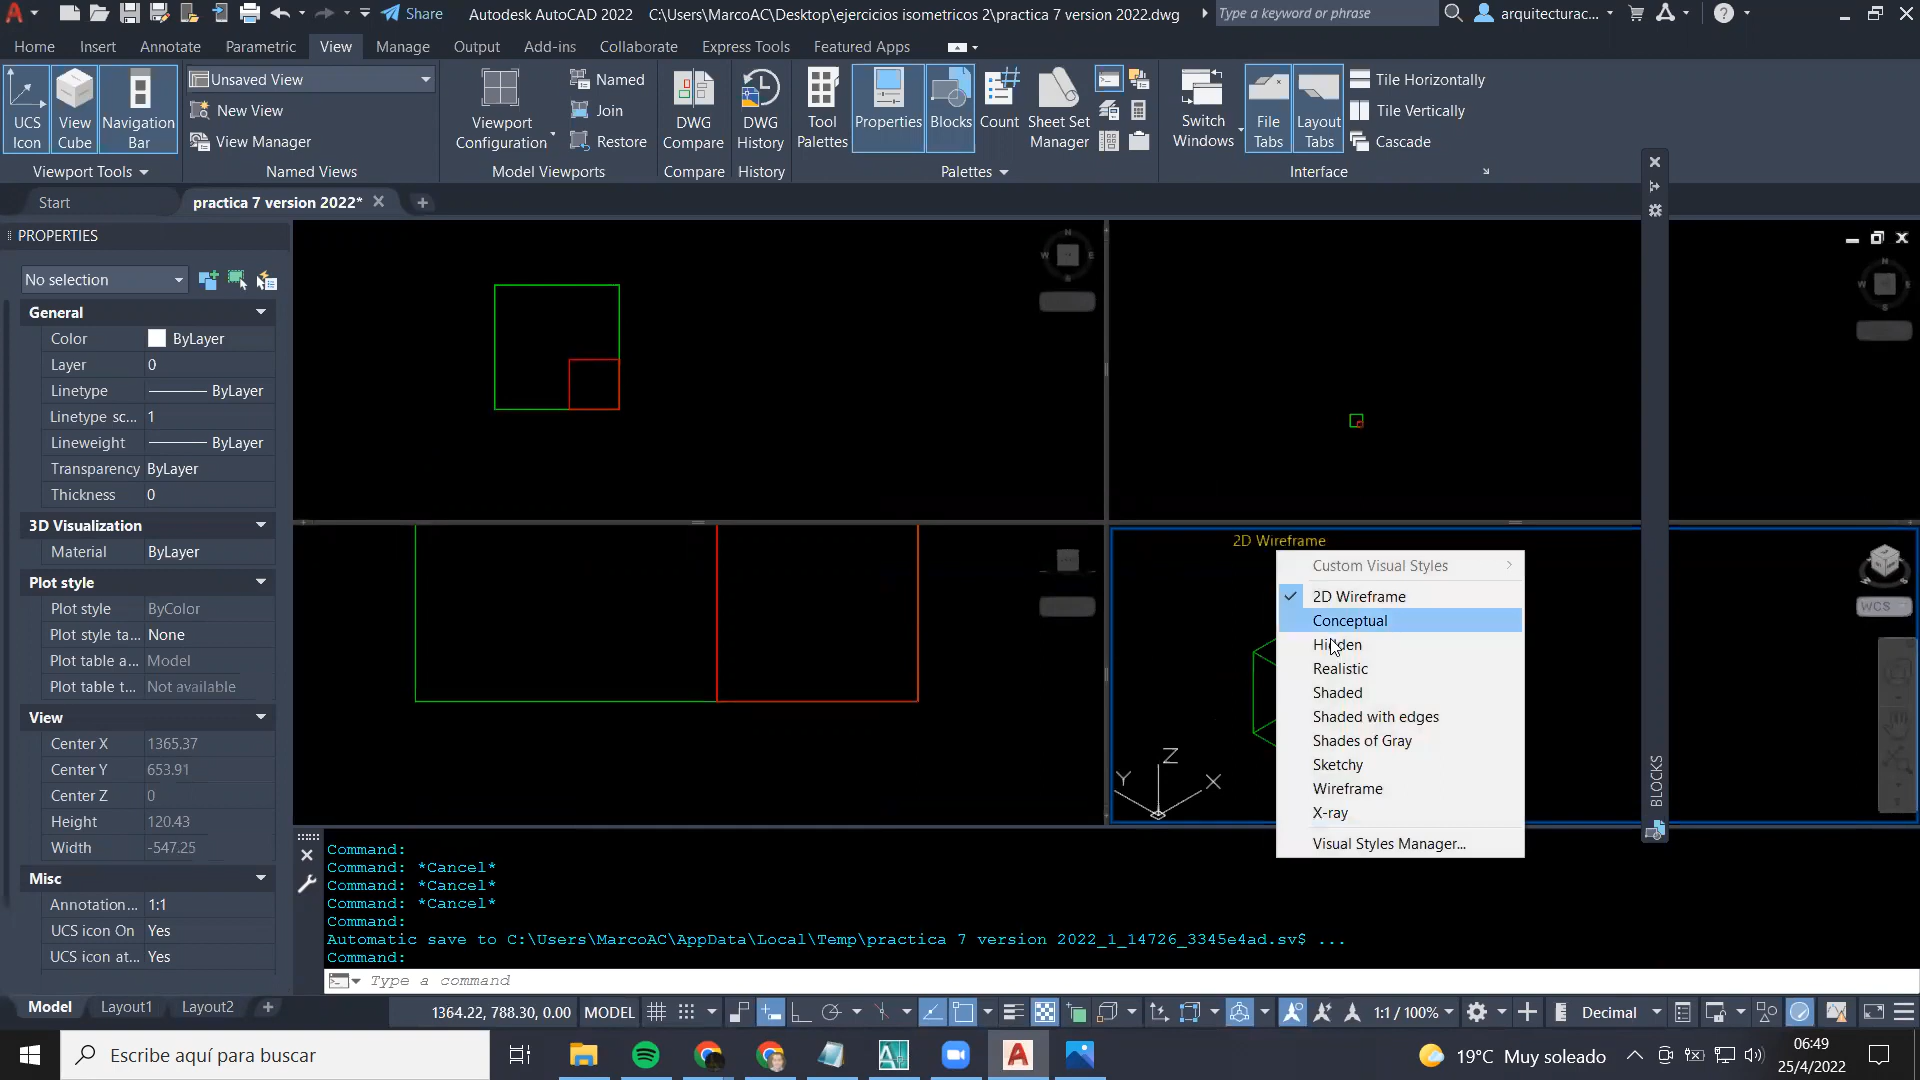 Share
Autodesk AutoCAD 2022 C:\Users\MarcoAC\Desktop\ejercicios isometricos 2\practica 7 version 2022.dwg
Type a keyword or phrase
arquitecturac...
Home Insert Annotate Parametric View Manage Output Add-ins Collaborate Express Tools Featured Apps
UCS Icon
View Cube
Navigation Bar
Viewport Tools
Unsaved View
New View
View Manager
Named Views
Viewport Configuration
Named
Join
Restore
Model Viewports
DWG Compare
Compare
DWG History
History
Tool Palettes
Properties
Blocks
Count
Sheet Set Manager
Palettes
Switch Windows
File Tabs
Layout Tabs
Tile Horizontally
Tile Vertically
Cascade
Interface
Start
practica 7 version 2022*
PROPERTIES
No selection
General
Color ByLayer
Layer 0
Linetype ByLayer
Linetype sc... 1
Lineweight ByLayer
Transparency ByLayer
Thickness 0
3D Visualization
Material ByLayer
Plot style
Plot style ByColor
Plot style ta... None
Plot table a... Model
Plot table t... Not available
View
Center X 1365.37
Center Y 653.91
Center Z 0
Height 120.43
Width -547.25
Misc
Annotation... 1:1
UCS icon On Yes
UCS icon at... Yes
N
W E
S
N
W E
S
2D Wireframe
Custom Visual Styles
2D Wireframe
Conceptual
Hidden
Realistic
Shaded
Shaded with edges
Shades of Gray
Sketchy
Wireframe
X-ray
Visual Styles Manager...
Z
Y X
WCS
BLOCKS
Command:
Command: *Cancel*
Command: *Cancel*
Command: *Cancel*
Command:
Automatic save to C:\Users\MarcoAC\AppData\Local\Temp\practica 7 version 2022_1_14726_3345e4ad.sv$ ...
Command:
Type a command
Model Layout1 Layout2
1364.22, 788.30, 0.00 MODEL
1:1 / 100%
Decimal
Escribe aquí para buscar
19°C Muy soleado
06:49
25/4/2022